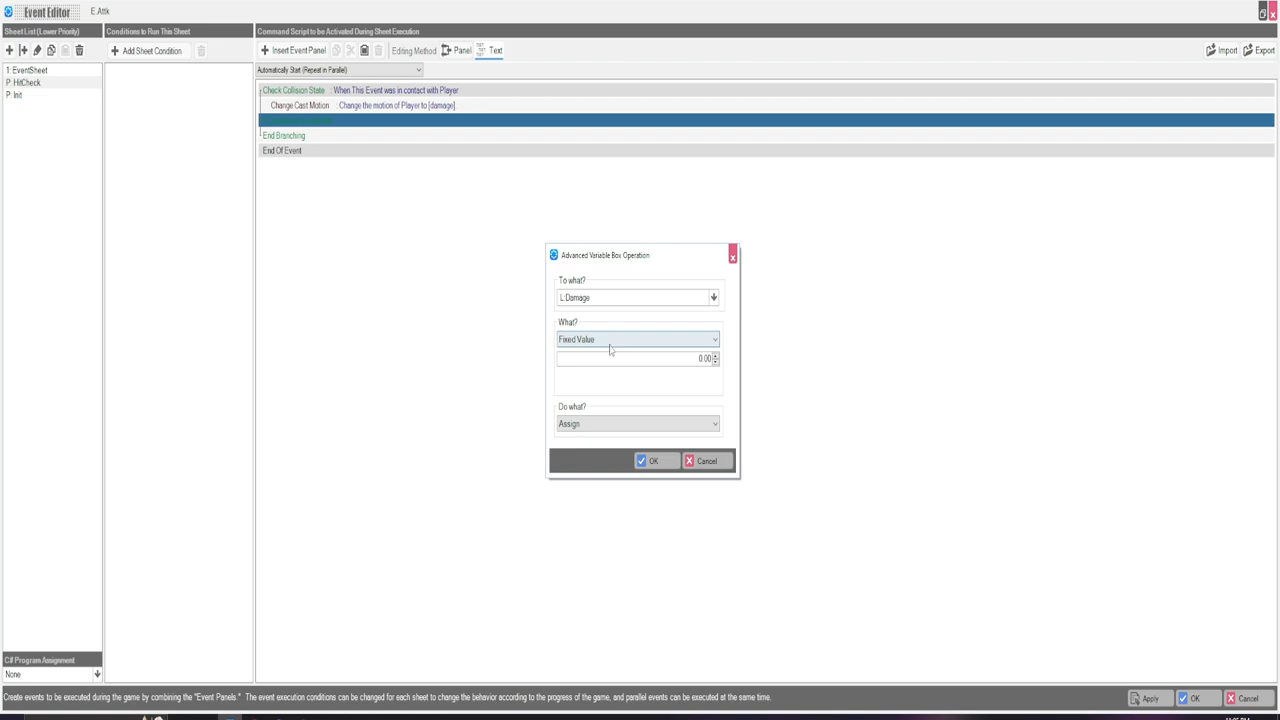 Event Editor E.Attk
Sheet List (Lower Priority) Conditions to Run This Sheet Command Script to be Activated During Sheet Execution
Add Sheet Condition Insert Event Panel Editing Method Panel Text Import Export
1: EventSheet
P: HitCheck
P: Init
Automatically Start (Repeat in Parallel)
Check Collision State : When This Event was in contact with Player
Change Cast Motion : Change the motion of Player to [damage]
End Branching
End Of Event
Advanced Variable Box Operation
To what?
L:Damage
What?
Fixed Value
0.00
Do what?
Assign
OK Cancel
C# Program Assignment
None
Create events to be executed during the game by combining the "Event Panels." The event execution conditions can be changed for each sheet to change the behavior according to the progress of the game, and parallel events can be executed at the same time.
Apply OK Cancel